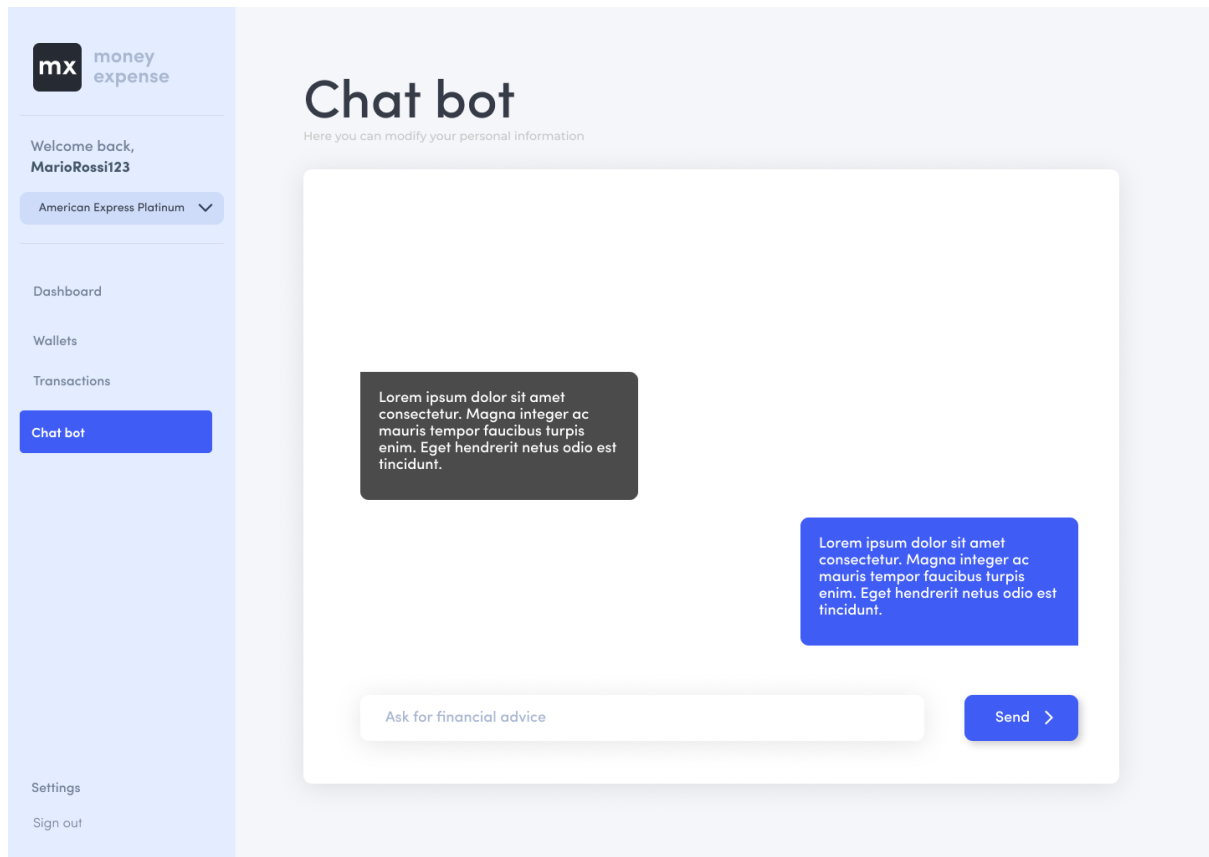 mx
money
expense
Welcome back,
MarioRossi123
American Express Platinum
Dashboard
Wallets
Transactions
Chat bot
Settings
Sign out
Chat bot
Here you can modify your personal information
Lorem ipsum dolor sit amet
consectetur. Magna integer ac
mauris tempor faucibus turpis
enim. Eget hendrerit netus odio est
tincidunt.
Lorem ipsum dolor sit amet
consectetur. Magna integer ac
mauris tempor faucibus turpis
enim. Eget hendrerit netus odio est
tincidunt.
Ask for financial advice
Send